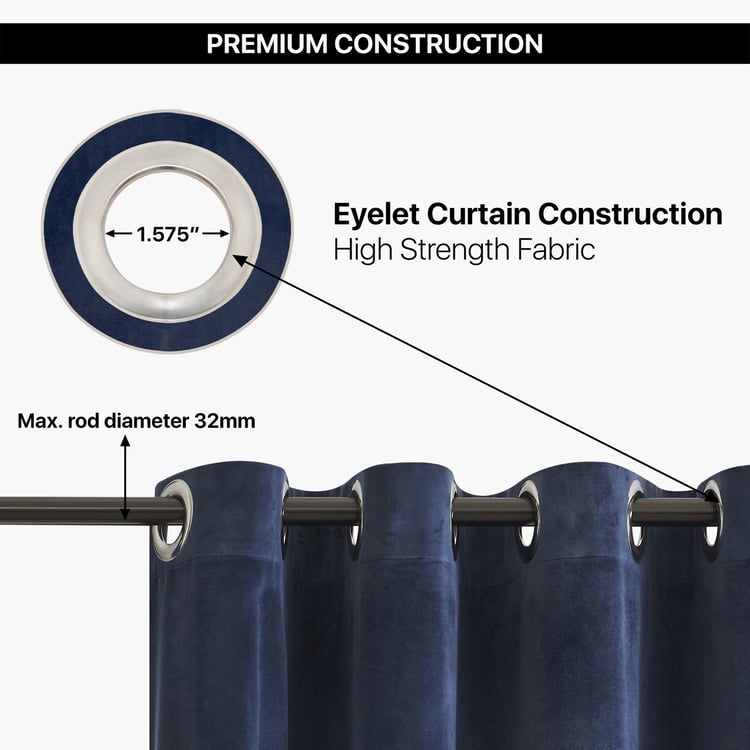 PREMIUM CONSTRUCTION
1.575”
Eyelet Curtain Construction
High Strength Fabric
Max. rod diameter 32mm